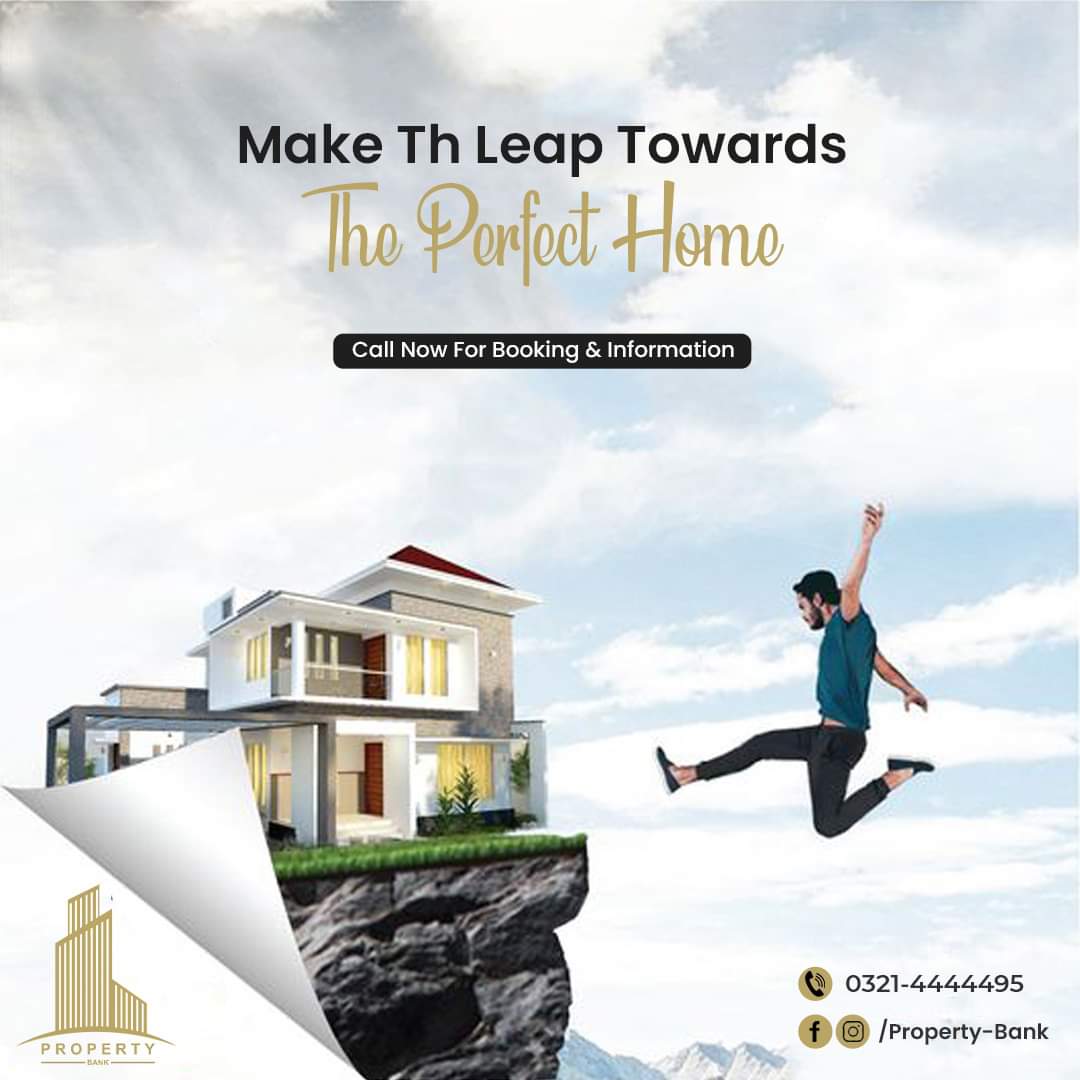 Make Th Leap Towards
The Perfect Home
Call Now For Booking & Information
0321-4444495
f /Property-Bank
PROPERTY
BANK